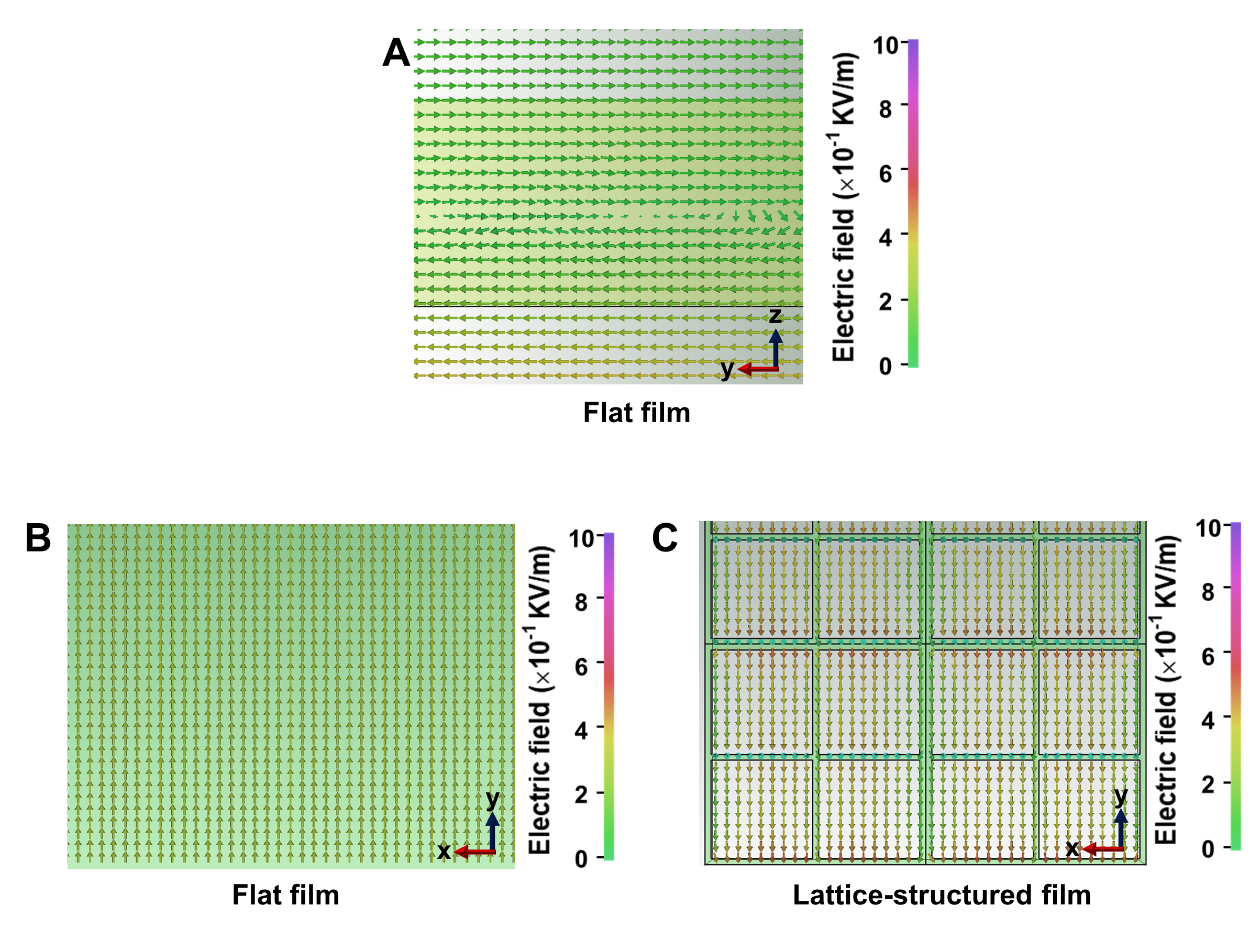 A
10
8
6
4
2
0
Electric field (×10⁻¹ KV/m)
z
y
Flat film
B
10
8
6
4
2
0
Electric field (×10⁻¹ KV/m)
y
x
Flat film
C
10
8
6
4
2
0
Electric field (×10⁻¹ KV/m)
y
x
Lattice-structured film